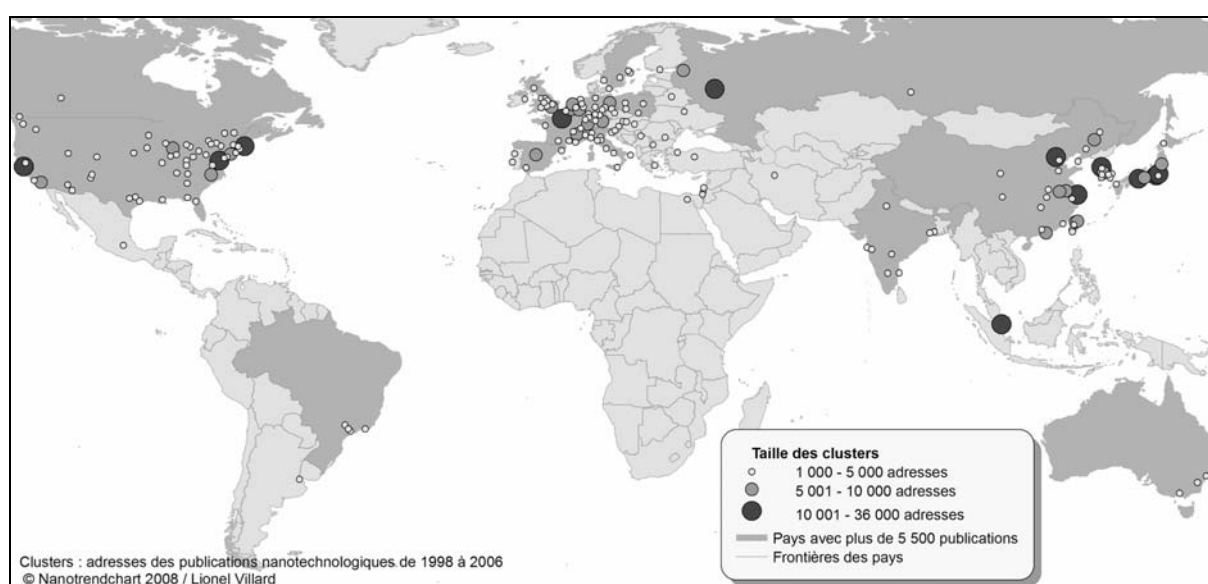 Taille des clusters
1 000 - 5 000 adresses
5 001 - 10 000 adresses
10 001 - 36 000 adresses
Pays avec plus de 5 500 publications
Frontières des pays
Clusters : adresses des publications nanotechnologiques de 1998 à 2006
© Nanotrendchart 2008 / Lionel Villard